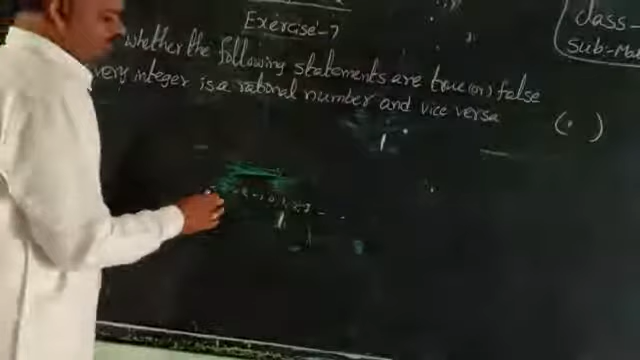 Exercise-7
Class-
Sub-Mat
whether the following statements are true (or) false
very integer is a rational number and vice versa ( )